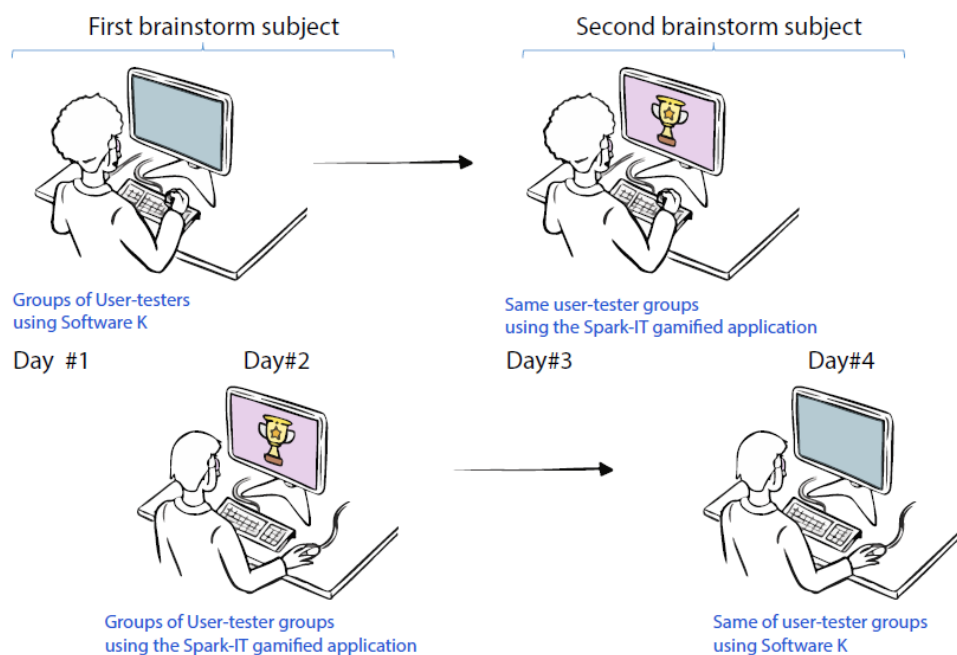 First brainstorm subject
Second brainstorm subject
Groups of User-testers
using Software K
Same user-tester groups
using the Spark-IT gamified application
Day #1
Day#2
Day#3
Day#4
Groups of User-tester groups
using the Spark-IT gamified application
Same of user-tester groups
using Software K